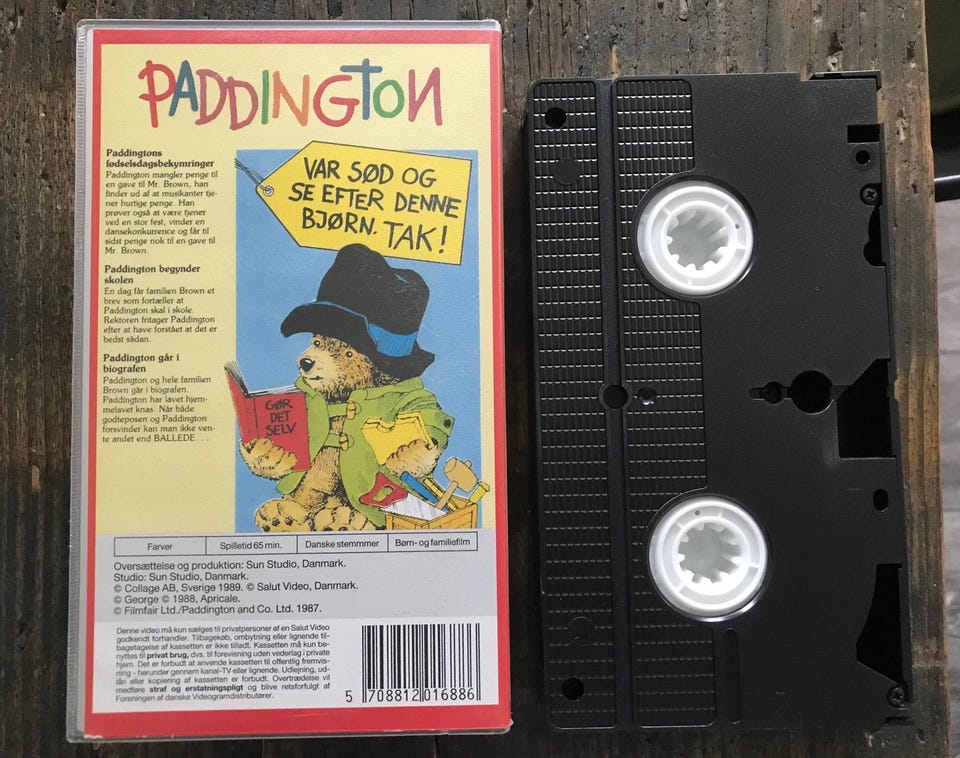 PADDINGTON
Paddingtons
fødselsdagsbekymringer
Paddington mangler penge til
en gave til Mr. Brown, han
finder ud af at musikanter tje-
ner hurtige penge. Han
prøver også at være tjener
ved en stor fest, vinder en
dansekonkurrence og får til
sidst penge nok til en gave til
Mr. Brown.
Paddington begynder
skolen
En dag får familien Brown et
brev som fortæller at
Paddington skal i skole.
Rektoren fritager Paddington
efter at have forstået at det er
bedst sådan.
Paddington går i
biografen
Paddington og hele familien
Brown går i biografen.
Paddington har lavet hjem-
melavet knas. Når både
godteposen og Paddington
forsvinder kan man ikke ven-
te andet end BALLEDE . . .
VAR SØD OG
SE EFTER DENNE
BJØRN. TAK!
GØR
DET
SELV
Farver
Spilletid 65 min.
Danske stemmmer
Børn- og familiefilm
Oversættelse og produktion: Sun Studio, Danmark.
Studio: Sun Studio, Danmark.
© Collage AB, Sverige 1989. © Salut Video, Danmark.
© George © 1988, Apricale.
© Filmfair Ltd./Paddington and Co. Ltd. 1987.
Denne video må kun sælges til privatpersoner af en Salut Video
godkendt forhandler. Tilbagekøb, ombytning eller lignende til-
bagetagelse af kassetten er ikke tilladt. Kassetten må kun be-
nyttes til privat brug, dvs. til forevisning uden vederlag i private
hjem. Det er forbudt at anvende kassetten til offentlig fremvis-
ning - herunder gennem kanal-TV eller lignende. Udlejning, ud-
lån eller kopiering af kassetten er forbudt. Overtrædelse vil
medføre straf og erstatningspligt og blive retsforfulgt af
Foreningen af danske Videogramdistributører.
5 708812 016886